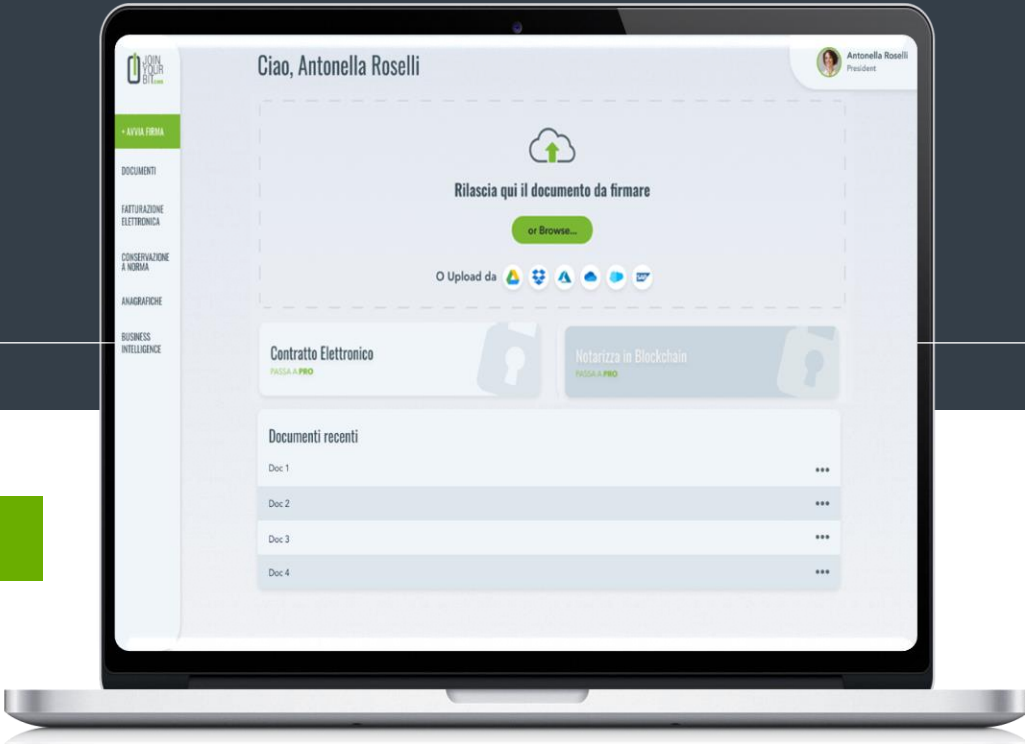 JOIN
YOUR
BIT.COM
Ciao, Antonella Roselli
Antonella Roselli
President
+ AVVIA FIRMA
DOCUMENTI
FATTURAZIONE
ELETTRONICA
CONSERVAZIONE
A NORMA
ANAGRAFICHE
BUSINESS
INTELLIGENCE
Rilascia qui il documento da firmare
or Browse...
O Upload da
SAP
Contratto Elettronico
PASSA A PRO
Notarizza in Blockchain
PASSA A PRO
Documenti recenti
Doc 1
Doc 2
Doc 3
Doc 4